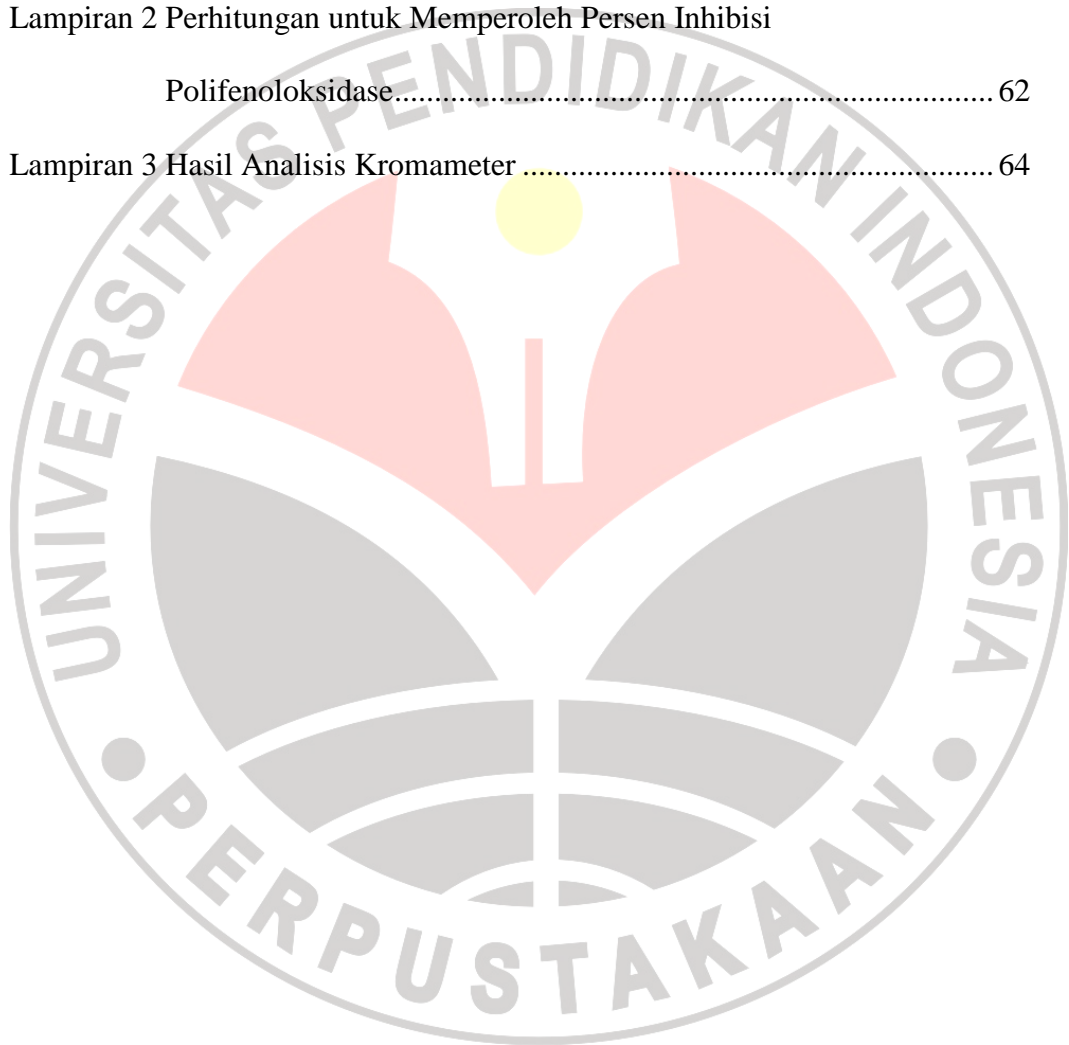 Lampiran 2 Perhitungan untuk Memperoleh Persen Inhibisi
Polifenoloksidase.......................................................................... 62
Lampiran 3 Hasil Analisis Kromameter .......................................................... 64
UNIVERSITAS PENDIDIKAN INDONESIA
PERPUSTAKAAN